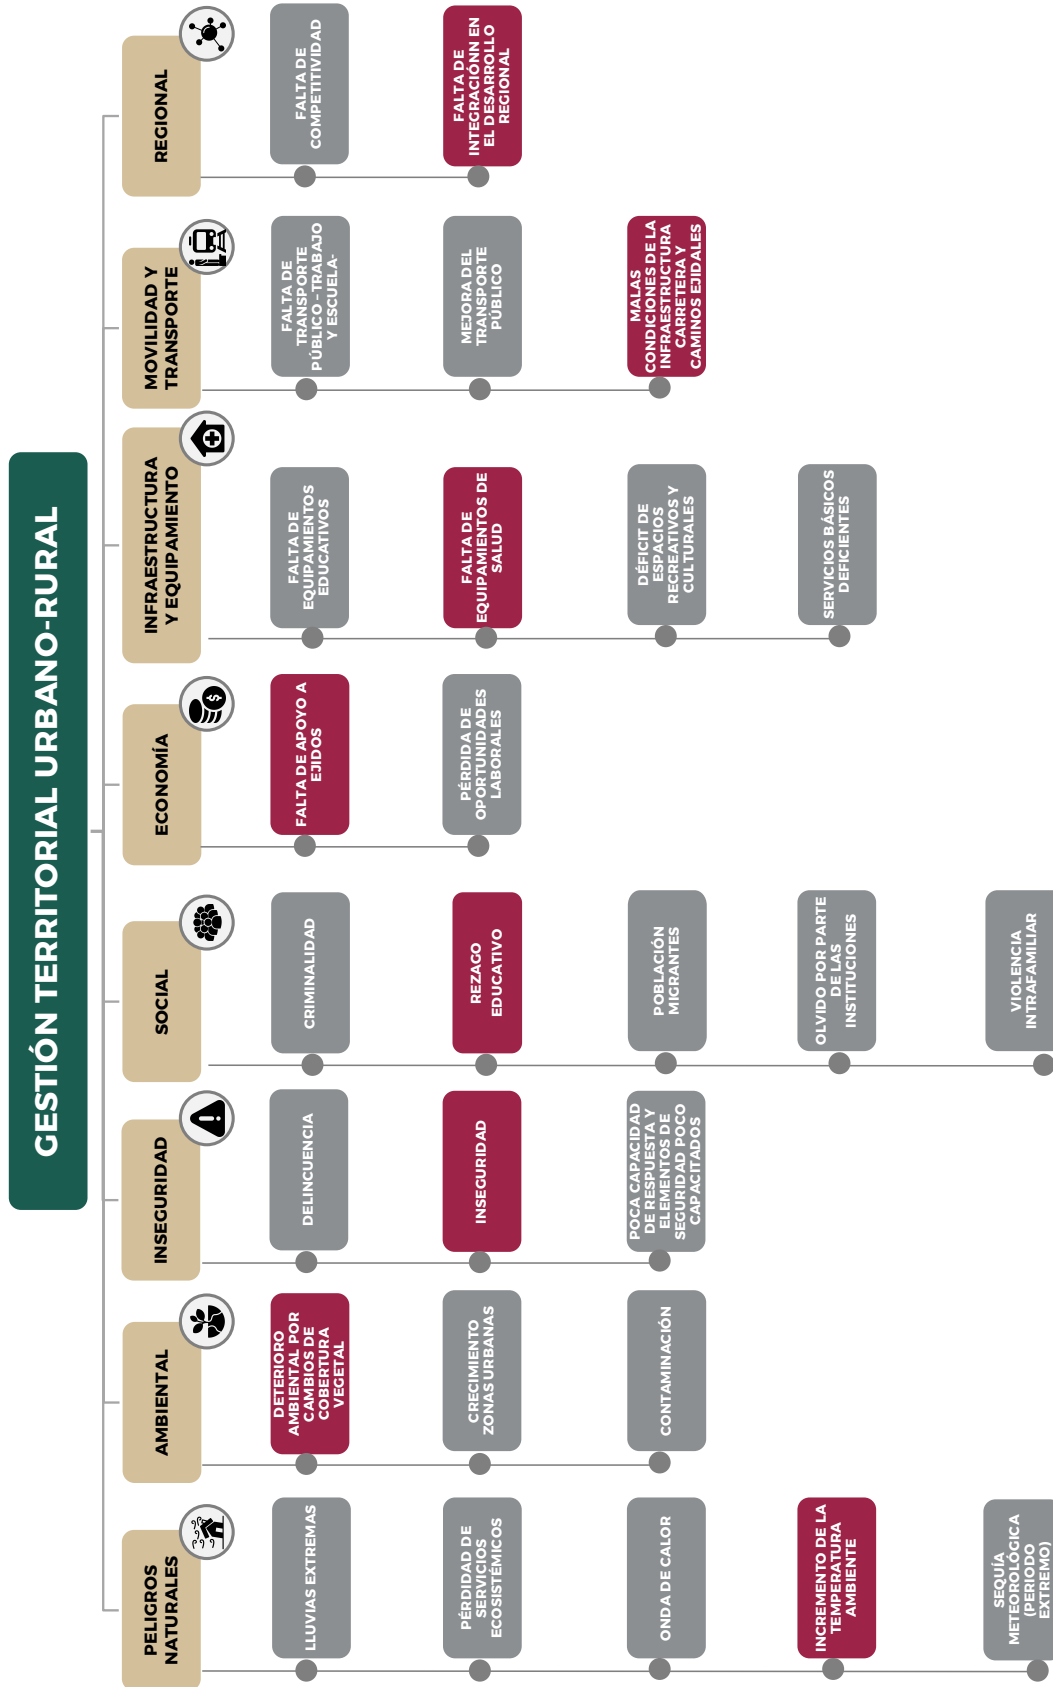 GESTIÓN TERRITORIAL URBANO-RURAL
PELIGROS
NATURALES
LLUVIAS EXTREMAS
PÉRDIDAD DE
SERVICIOS
ECOSISTÉMICOS
ONDA DE CALOR
INCREMENTO DE LA
TEMPERATURA
AMBIENTE
SEQUÍA
METEOROLÓGICA
(PERIODO
EXTREMO)
AMBIENTAL
DETERIORO
AMBIENTAL POR
CAMBIOS DE
COBERTURA
VEGETAL
CRECIMIENTO
ZONAS URBANAS
CONTAMINACIÓN
INSEGURIDAD
DELINCUENCIA
INSEGURIDAD
POCA CAPACIDAD
DE RESPUESTA Y
ELEMENTOS DE
SEGURIDAD POCO
CAPACITADOS
SOCIAL
CRIMINALIDAD
REZAGO
EDUCATIVO
POBLACIÓN
MIGRANTES
OLVIDO POR PARTE
DE LAS
INSTITUCIONES
VIOLENCIA
INTRAFAMILIAR
ECONOMÍA
FALTA DE APOYO A
EJIDOS
PÉRDIDA DE
OPORTUNIDADES
LABORALES
INFRAESTRUCTURA
Y EQUIPAMIENTO
FALTA DE
EQUIPAMIENTOS
EDUCATIVOS
FALTA DE
EQUIPAMIENTOS DE
SALUD
DÉFICIT DE
ESPACIOS
RECREATIVOS Y
CULTURALES
SERVICIOS BÁSICOS
DEFICIENTES
MOVILIDAD Y
TRANSPORTE
FALTA DE
TRANSPORTE
PÚBLICO –TRABAJO
Y ESCUELA-
MEJORA DEL
TRANSPORTE
PÚBLICO
MALAS
CONDICIONES DE LA
INFRAESTRUCTURA
CARRETERA Y
CAMINOS EJIDALES
REGIONAL
FALTA DE
COMPETITIVIDAD
FALTA DE
INTEGRACIÓNN EN
EL DESARROLLO
REGIONAL